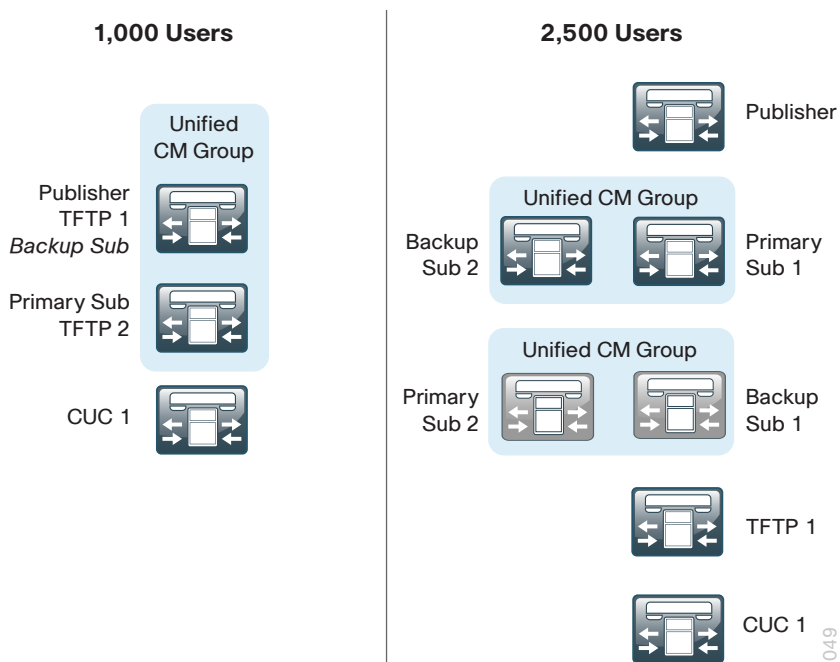 1,000 Users
Unified
CM Group
Publisher
TFTP 1
Backup Sub
Primary Sub
TFTP 2
CUC 1
2,500 Users
Publisher
Unified CM Group
Backup
Sub 2
Primary
Sub 1
Unified CM Group
Primary
Sub 2
Backup
Sub 1
TFTP 1
CUC 1
049